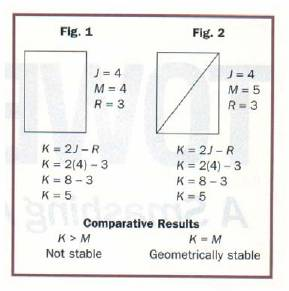 Fig. 1
J = 4
M = 4
R = 3
K = 2J – R
K = 2(4) – 3
K = 8 – 3
K = 5
Fig. 2
J = 4
M = 5
R = 3
K = 2J – R
K = 2(4) – 3
K = 8 – 3
K = 5
Comparative Results
K > M
Not stable
K = M
Geometrically stable